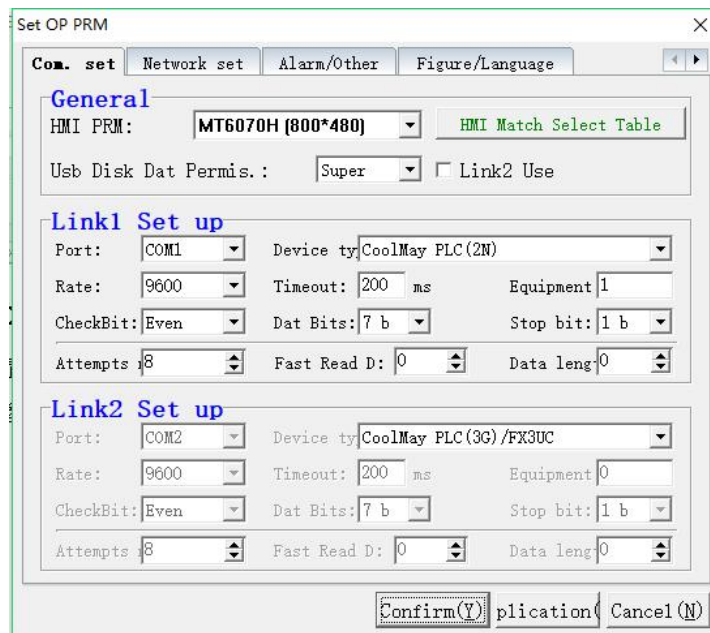 Set OP PRM
Com. set Network set Alarm/Other Figure/Language
General
HMI PRM: MT6070H (800*480) HMI Match Select Table
Usb Disk Dat Permis.: Super Link2 Use
Link1 Set up
Port: COM1 Device ty CoolMay PLC(2N)
Rate: 9600 Timeout: 200 ms Equipment 1
CheckBit: Even Dat Bits: 7 b Stop bit: 1 b
Attempts 8 Fast Read D: 0 Data leng 0
Link2 Set up
Port: COM2 Device ty CoolMay PLC(3G)/FX3UC
Rate: 9600 Timeout: 200 ms Equipment 0
CheckBit: Even Dat Bits: 7 b Stop bit: 1 b
Attempts 8 Fast Read D: 0 Data leng 0
Confirm(Y) plication( Cancel(N)